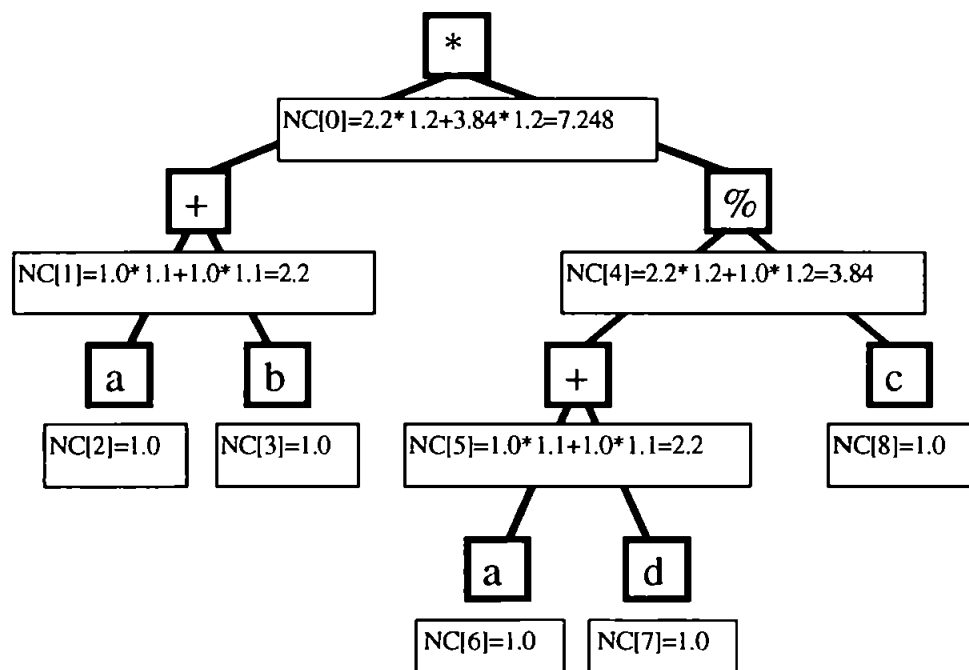 *
NC[0]=2.2*1.2+3.84*1.2=7.248
+
%
NC[1]=1.0*1.1+1.0*1.1=2.2
NC[4]=2.2*1.2+1.0*1.2=3.84
a
b
+
c
NC[2]=1.0
NC[3]=1.0
NC[5]=1.0*1.1+1.0*1.1=2.2
NC[8]=1.0
a
d
NC[6]=1.0
NC[7]=1.0